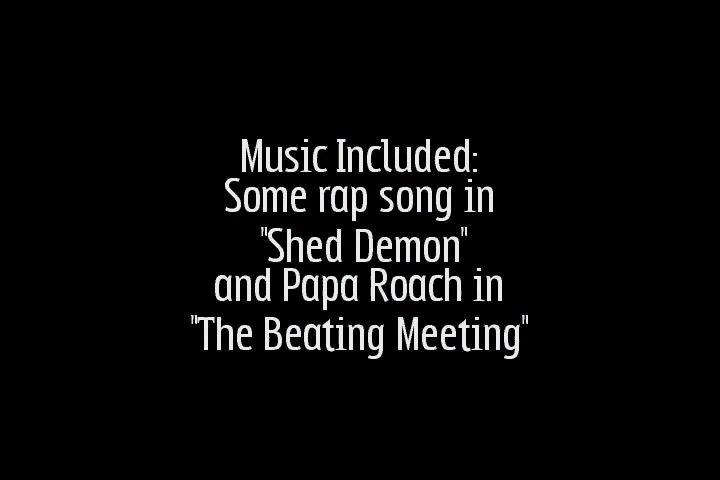 Music Included:
Some rap song in
"Shed Demon"
and Papa Roach in
"The Beating Meeting"